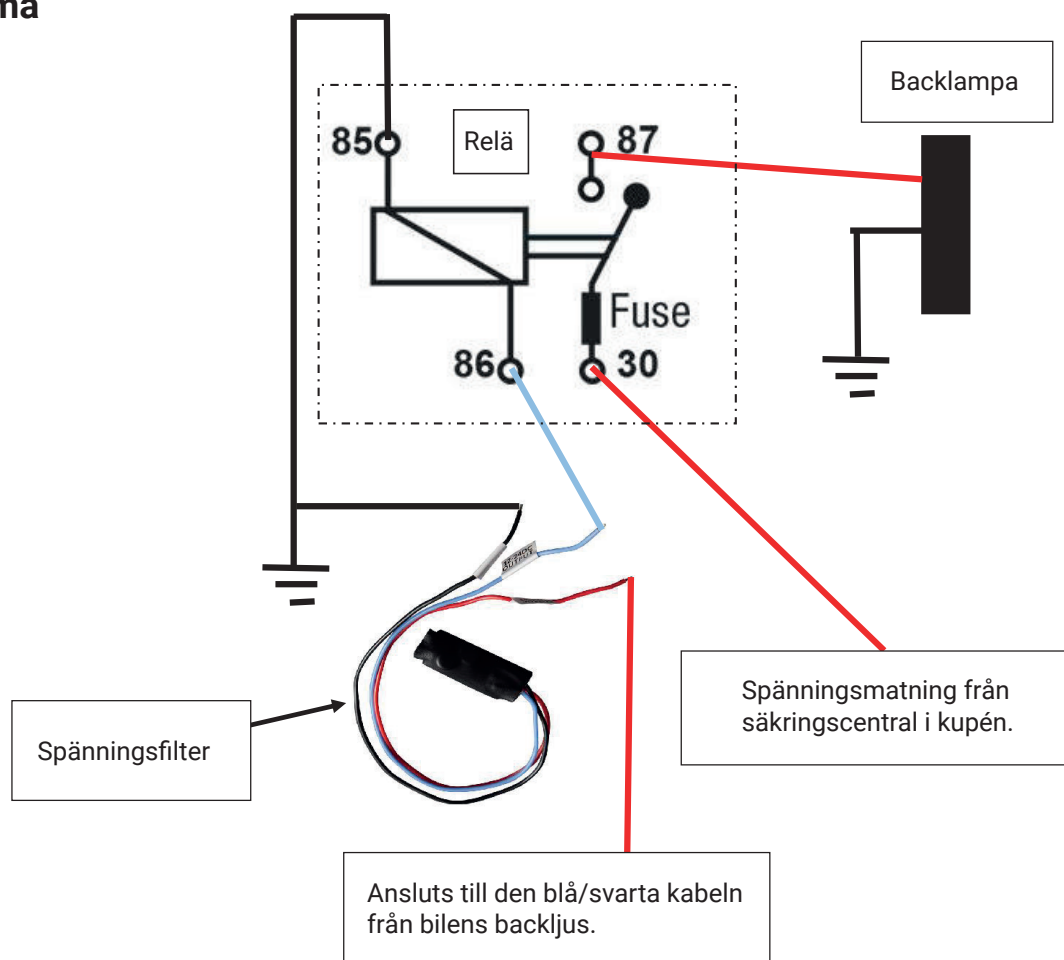 ma
Backlampa
85
Relä
87
Fuse
86
30
Spänningsfilter
Spänningsmatning från
säkringscentral i kupén.
Ansluts till den blå/svarta kabeln
från bilens backljus.